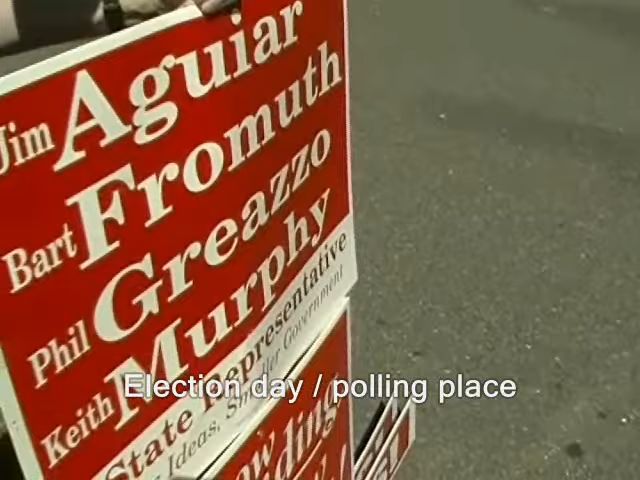 Jim Aguiar
Bart Fromuth
Phil Greazzo
Keith Murphy
State Representative
Ideas, Smaller Government
Election day / polling place